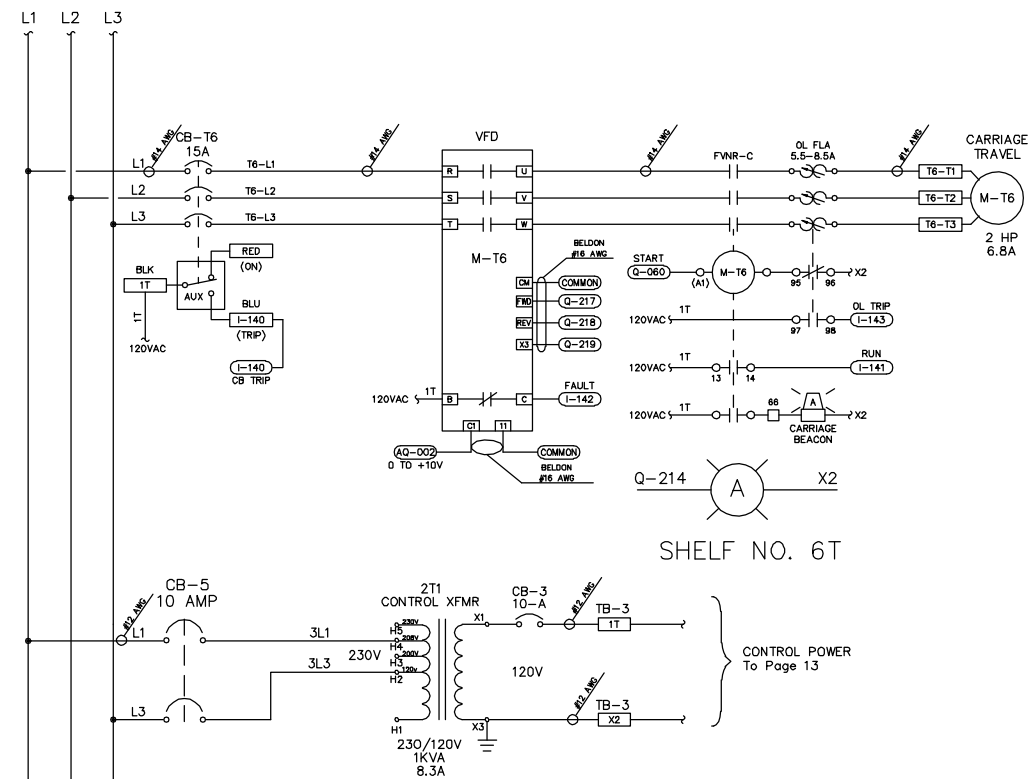 L1 L2 L3
#14 AWG
CB-T6
15A
L1
T6-L1
#14 AWG
L2
T6-L2
L3
T6-L3
VFD
R
U
S
V
T
W
M-T6
#14 AWG
FVNR-C
OL FLA
5.5-8.5A
#14 AWG
CARRIAGE
TRAVEL
T6-T1
T6-T2
T6-T3
M-T6
2 HP
6.8A
RED
(ON)
BLK
1T
AUX
BLU
I-140
(TRIP)
1T
120VAC
I-140
CB TRIP
BELDON
#16 AWG
CM
COMMON
FWD
Q-217
REV
Q-218
X3
Q-219
120VAC
1T
B
C
FAULT
I-142
C1
11
AQ-002
0 TO +10V
COMMON
BELDON
#16 AWG
START
Q-060
(A1)
M-T6
95
96
X2
120VAC
1T
97
98
OL TRIP
I-143
120VAC
1T
13
14
RUN
I-141
120VAC
1T
66
A
X2
CARRIAGE
BEACON
Q-214
A
X2
SHELF NO. 6T
CB-5
10 AMP
#12 AWG
L1
3L1
L3
3L3
2T1
CONTROL XFMR
230V
230V
H5
208V
H4
200V
H3
120V
H2
H1
230/120V
1KVA
8.3A
X1
X3
120V
CB-3
10-A
#12 AWG
TB-3
1T
#12 AWG
TB-3
X2
CONTROL POWER
To Page 13